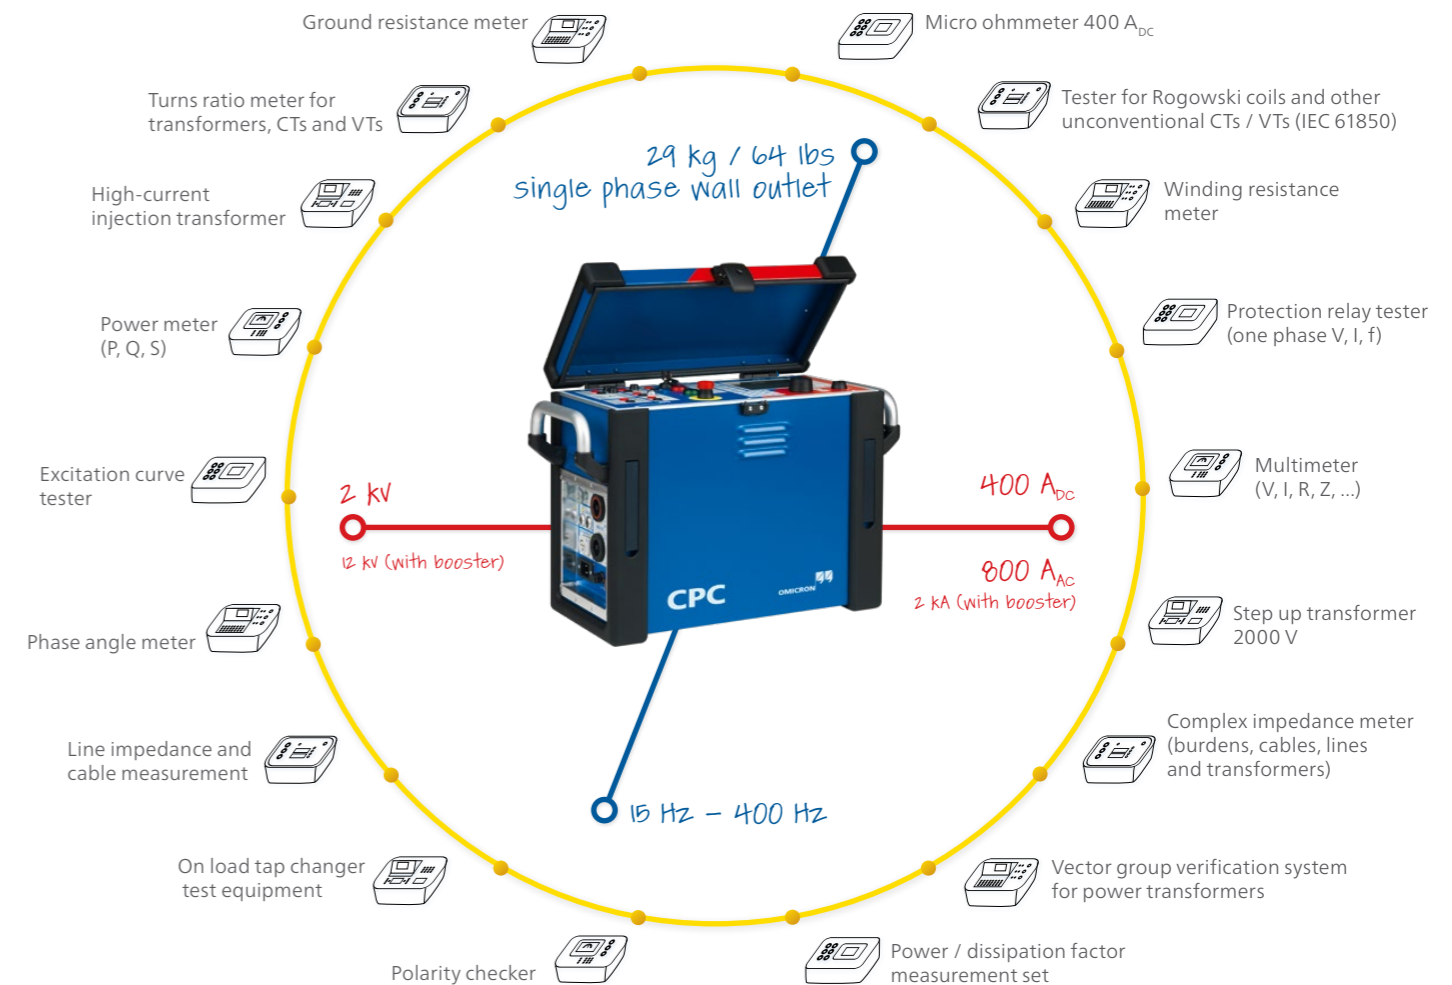 Ground resistance meter
Micro ohmmeter 400 A_DC
Turns ratio meter for
transformers, CTs and VTs
Tester for Rogowski coils and other
unconventional CTs / VTs (IEC 61850)
29 kg / 64 lbs
single phase wall outlet
High-current
injection transformer
Winding resistance
meter
Power meter
(P, Q, S)
Protection relay tester
(one phase V, I, f)
Excitation curve
tester
Multimeter
(V, I, R, Z, ...)
2 kV
12 kV (with booster)
400 A_DC
800 A_AC
2 kA (with booster)
CPC
OMICRON
Phase angle meter
Step up transformer
2000 V
Line impedance and
cable measurement
Complex impedance meter
(burdens, cables, lines
and transformers)
15 Hz – 400 Hz
On load tap changer
test equipment
Vector group verification system
for power transformers
Polarity checker
Power / dissipation factor
measurement set